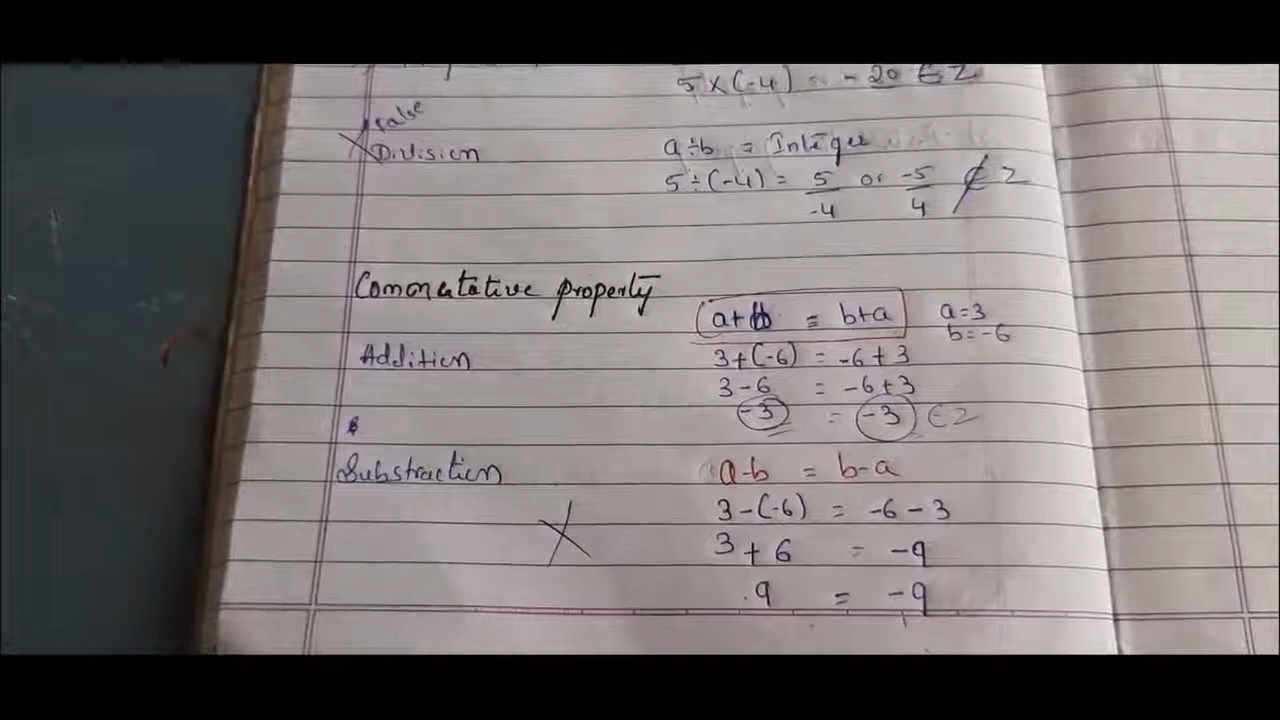 5 x (-4) = -20 ∈ Z
False
Division a÷b = Integer
5÷(-4) = 5/-4 or -5/4 ∉ Z
Commutative property
a+b = b+a a=3
b=-6
Addition 3+(-6) = -6+3
3-6 = -6+3
-3 = -3 ∈ Z
Substraction a-b = b-a
3-(-6) = -6-3
3+6 = -9
9 = -9